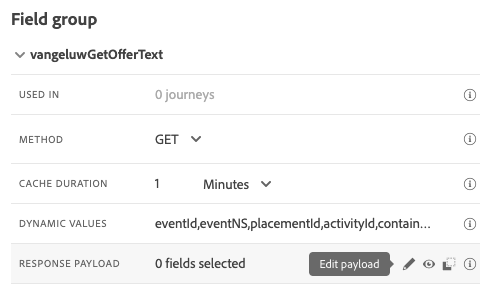 Field group
vangeluwGetOfferText
USED IN 0 journeys
METHOD GET
CACHE DURATION 1 Minutes
DYNAMIC VALUES eventId,eventNS,placementId,activityId,contain...
RESPONSE PAYLOAD 0 fields selected Edit payload